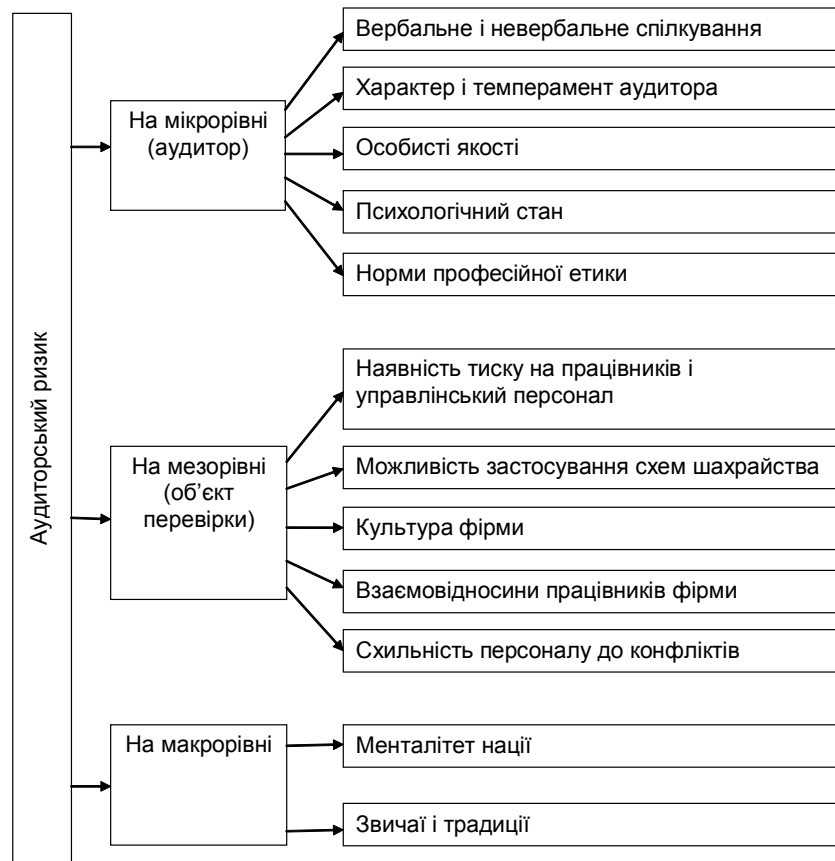 Аудиторський ризик
На мікрорівні
(аудитор)
Вербальне і невербальне спілкування
Характер і темперамент аудитора
Особисті якості
Психологічний стан
Норми професійної етики
На мезорівні
(об’єкт
перевірки)
Наявність тиску на працівників і
управлінський персонал
Можливість застосування схем шахрайства
Культура фірми
Взаємовідносини працівників фірми
Схильність персоналу до конфліктів
На макрорівні
Менталітет нації
Звичаї і традиції